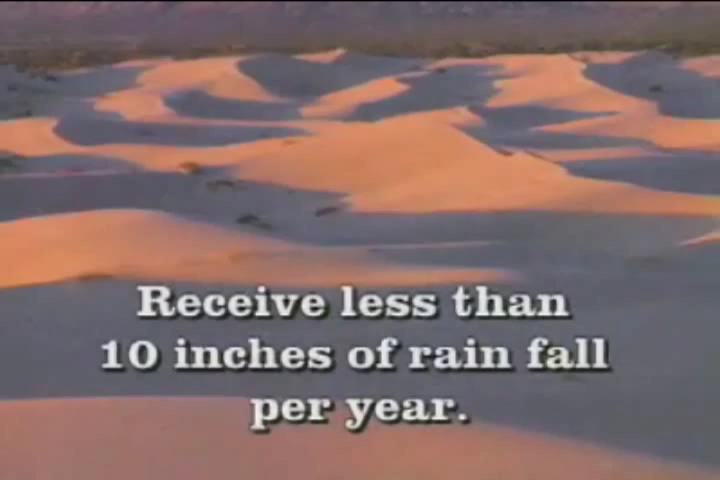 Receive less than
10 inches of rain fall
per year.